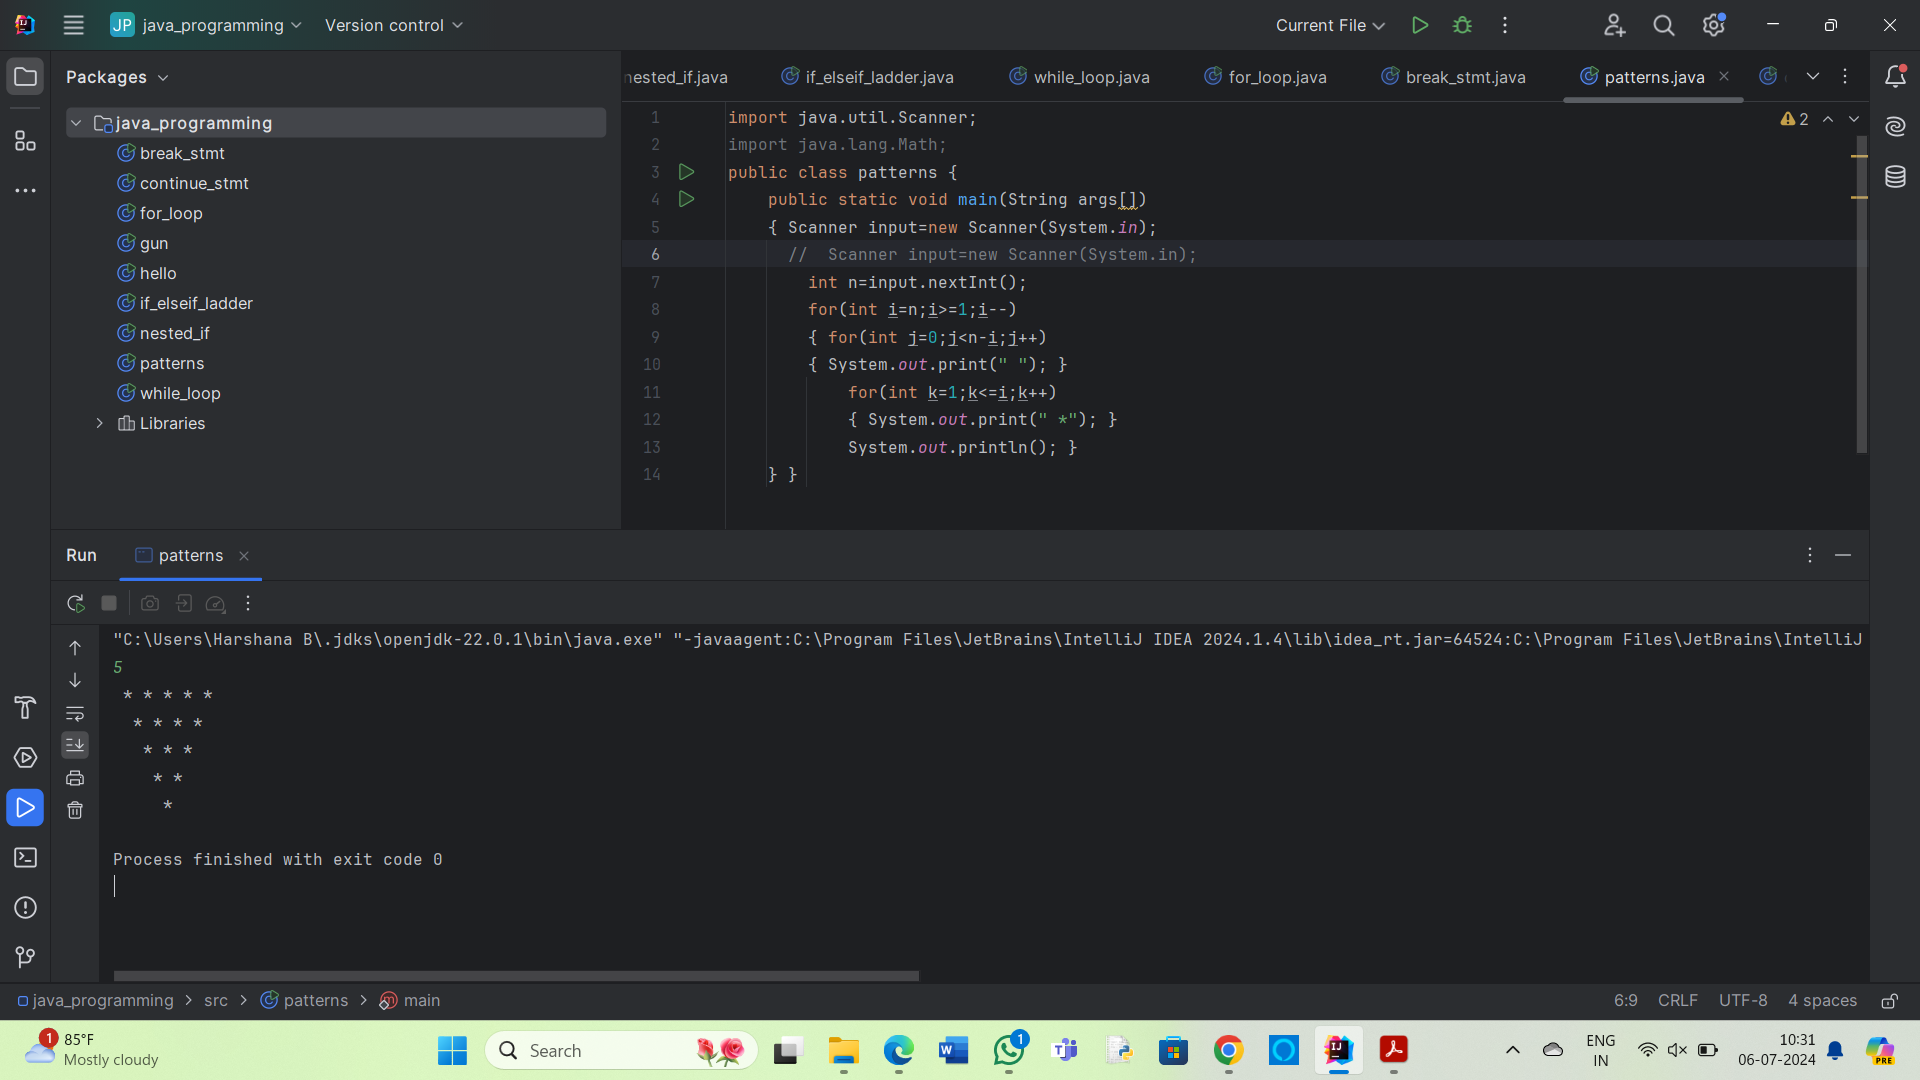 JP java_programming Version control Current File
Packages
java_programming
break_stmt
continue_stmt
for_loop
gun
hello
if_elseif_ladder
nested_if
patterns
while_loop
Libraries
nested_if.java if_elseif_ladder.java while_loop.java for_loop.java break_stmt.java patterns.java
2
1 import java.util.Scanner;
2 import java.lang.Math;
3 public class patterns {
4 public static void main(String args[])
5 { Scanner input=new Scanner(System.in);
6 // Scanner input=new Scanner(System.in);
7 int n=input.nextInt();
8 for(int i=n;i>=1;i--)
9 { for(int j=0;j<n-i;j++)
10 { System.out.print(" "); }
11 for(int k=1;k<=i;k++)
12 { System.out.print(" *"); }
13 System.out.println(); }
14 } }
Run patterns
"C:\Users\Harshana B\.jdks\openjdk-22.0.1\bin\java.exe" "-javaagent:C:\Program Files\JetBrains\IntelliJ IDEA 2024.1.4\lib\idea_rt.jar=64524:C:\Program Files\JetBrains\IntelliJ
5
* * * * *
* * * *
* * *
* *
*
Process finished with exit code 0
java_programming > src > patterns > main
6:9 CRLF UTF-8 4 spaces
1
85°F
Mostly cloudy
Search
1
ENG
IN
10:31
06-07-2024
PRE